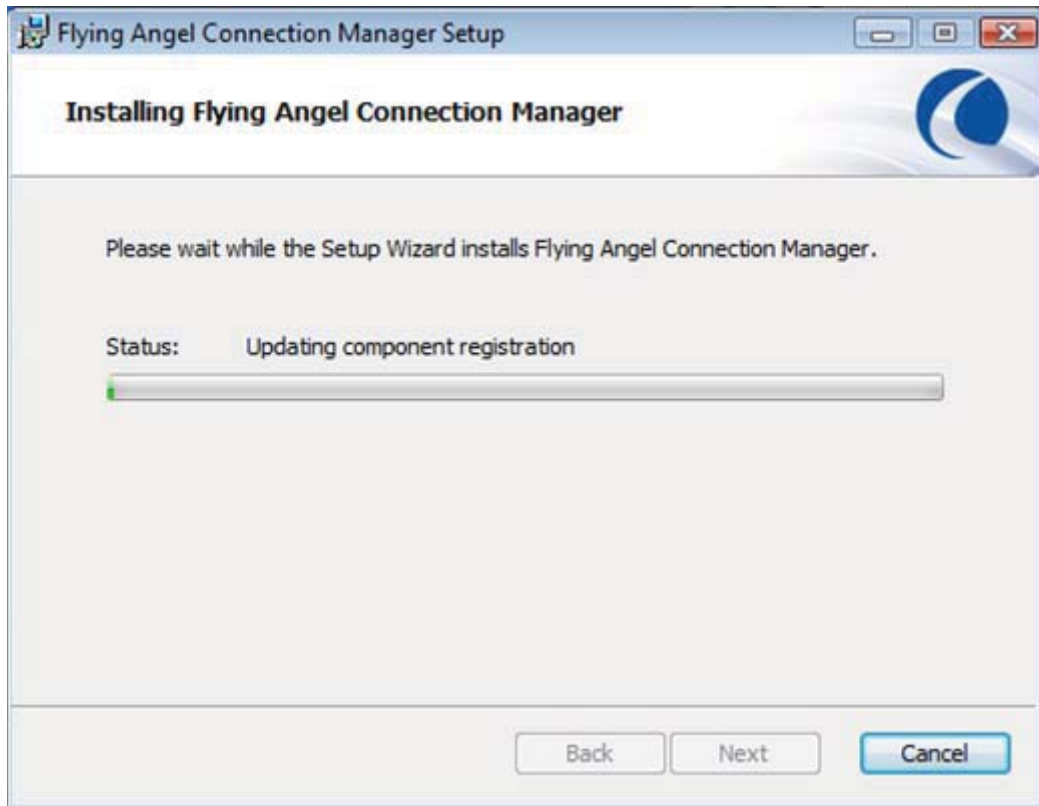 Flying Angel Connection Manager Setup
Installing Flying Angel Connection Manager
Please wait while the Setup Wizard installs Flying Angel Connection Manager.
Status: Updating component registration
Back Next Cancel